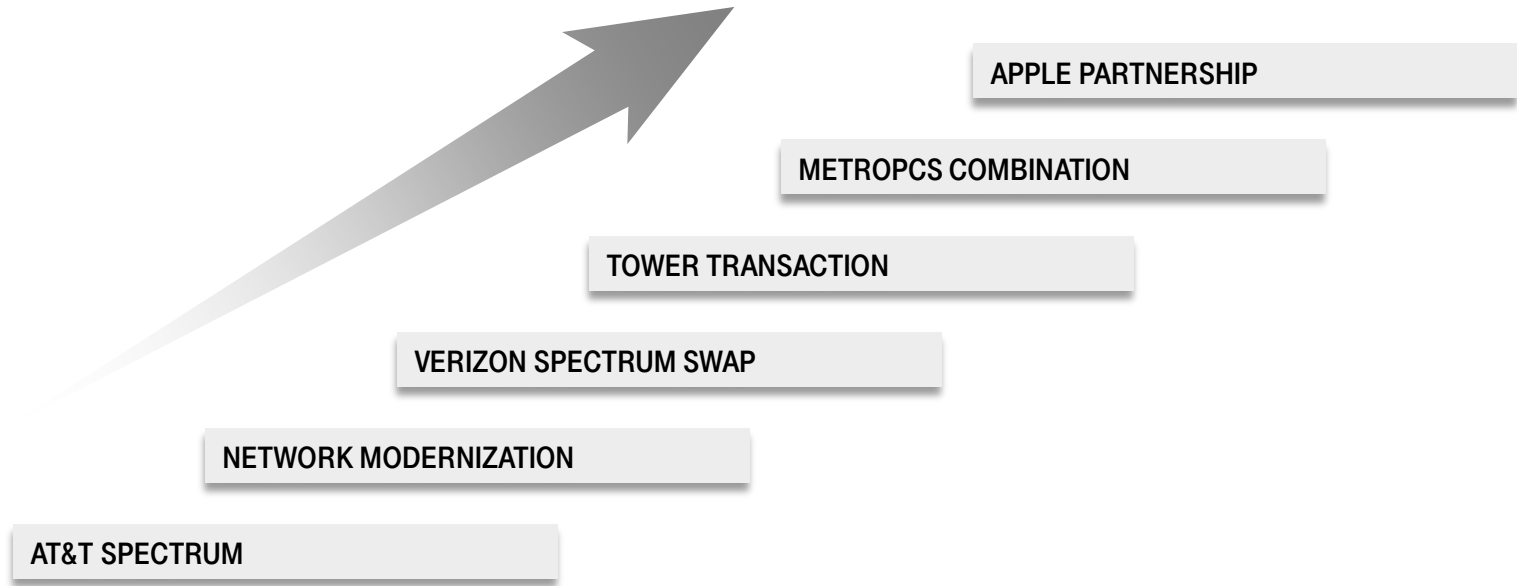 APPLE PARTNERSHIP
METROPCS COMBINATION
TOWER TRANSACTION
VERIZON SPECTRUM SWAP
NETWORK MODERNIZATION
AT&T SPECTRUM